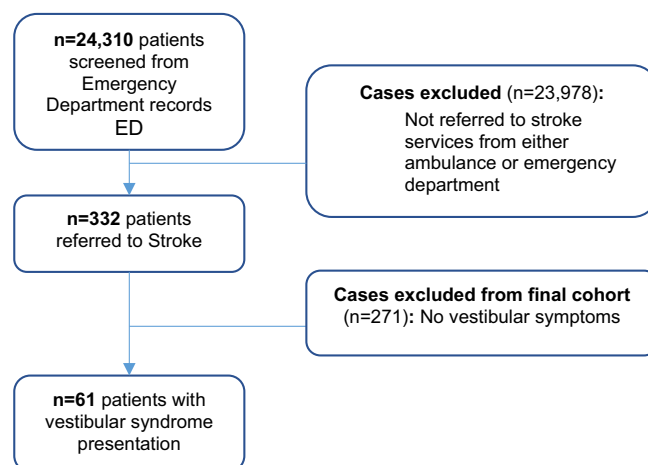 n=24,310 patients
screened from
Emergency
Department records
ED
Cases excluded (n=23,978):
Not referred to stroke
services from either
ambulance or emergency
department
n=332 patients
referred to Stroke
Cases excluded from final cohort
(n=271): No vestibular symptoms
n=61 patients with
vestibular syndrome
presentation